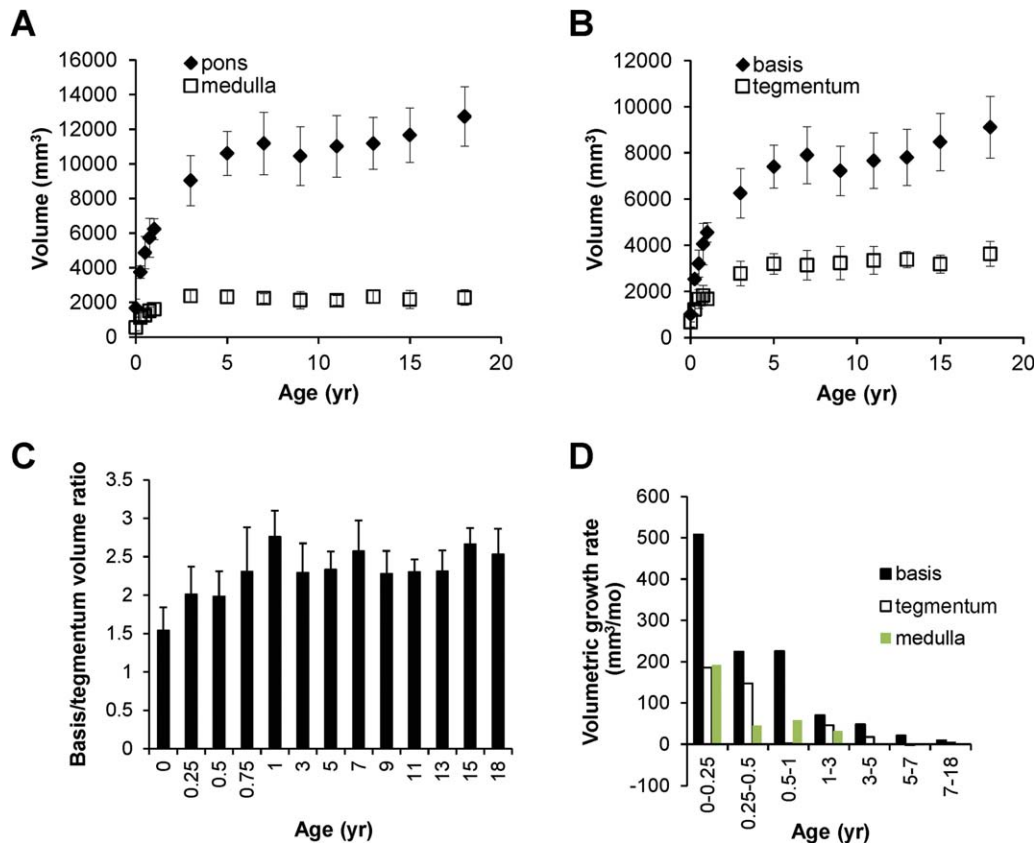 A
pons
medulla
16000
14000
12000
10000
8000
6000
4000
2000
0
Volume (mm³)
0 5 10 15 20
Age (yr)
B
basis
tegmentum
12000
10000
8000
6000
4000
2000
0
Volume (mm³)
0 5 10 15 20
Age (yr)
C
3.5
3
2.5
2
1.5
1
0.5
0
Basis/tegmentum volume ratio
0 0.25 0.5 0.75 1 3 5 7 9 11 13 15 18
Age (yr)
D
600
500
400
300
200
100
0
-100
Volumetric growth rate
(mm³/mo)
basis
tegmentum
medulla
0-0.25 0.25-0.5 0.5-1 1-3 3-5 5-7 7-18
Age (yr)